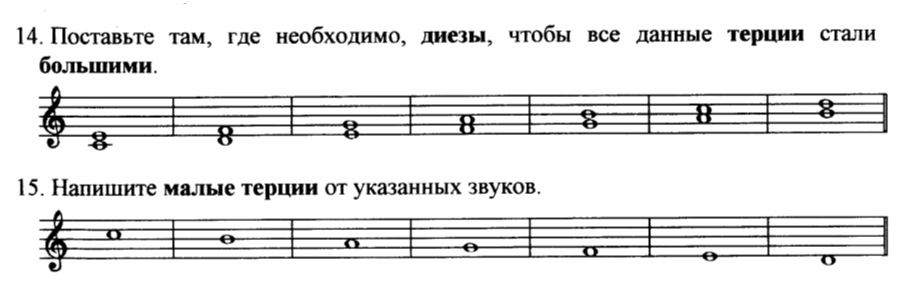 14. Поставьте там, где необходимо, диезы, чтобы все данные терции стали
большими.
15. Напишите малые терции от указанных звуков.